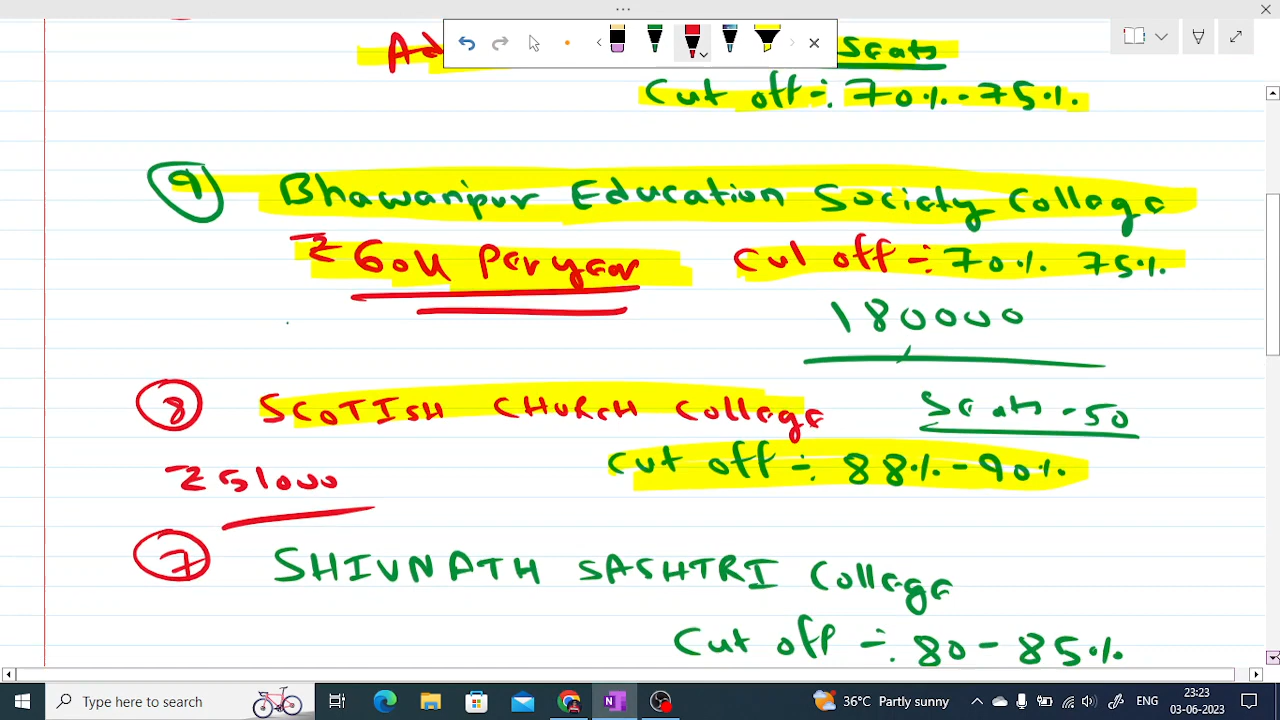 Seats
Cut off :- 70% - 75%.
9 Bhawanipur Education Society College
₹ 60K Per year Cut off :- 70% 75%.
180000
8 SCOTISH CHURCH College Seats - 50
₹ 51000 Cut off :- 88% - 90%.
7 SHIVNATH SASHTRI College
Cut off :- 80 - 85%
Type here to search
36°C Partly sunny ENG 23:23
03-06-2023